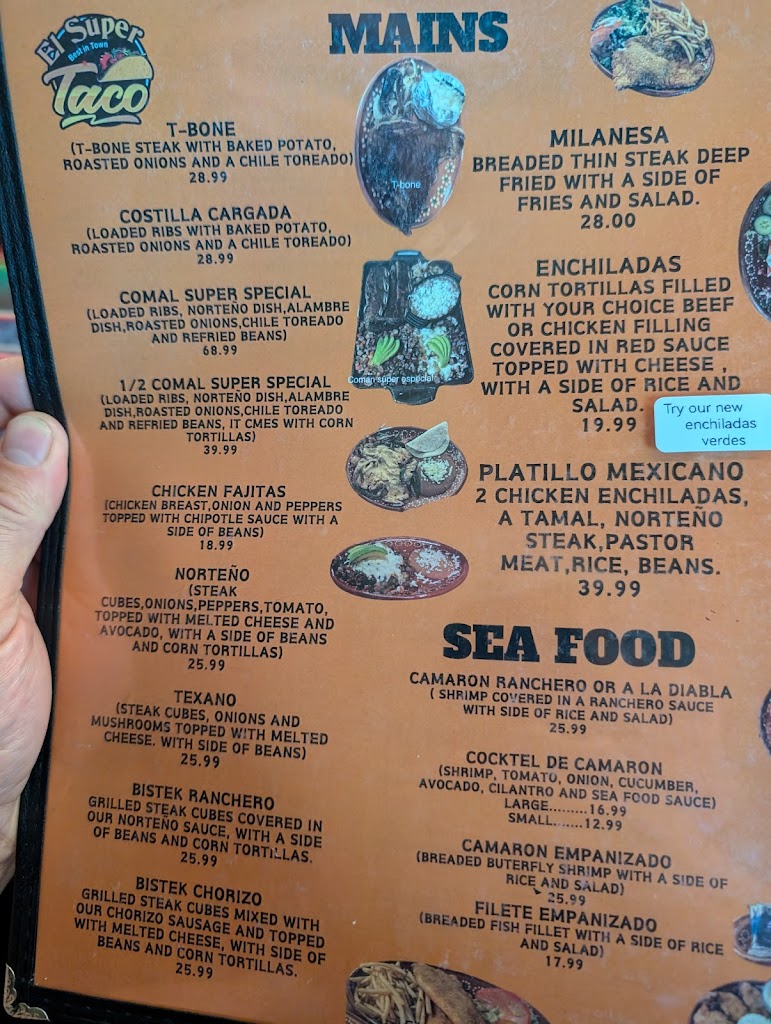 El Super
Best in Town
Taco
MAINS
T-BONE
(T-BONE STEAK WITH BAKED POTATO,
ROASTED ONIONS AND A CHILE TOREADO)
28.99
COSTILLA CARGADA
(LOADED RIBS WITH BAKED POTATO,
ROASTED ONIONS AND A CHILE TOREADO)
28.99
COMAL SUPER SPECIAL
(LOADED RIBS, NORTEÑO DISH,ALAMBRE
DISH,ROASTED ONIONS,CHILE TOREADO
AND REFRIED BEANS)
68.99
1/2 COMAL SUPER SPECIAL
(LOADED RIBS, NORTEÑO DISH,ALAMBRE
DISH,ROASTED ONIONS,CHILE TOREADO
AND REFRIED BEANS, IT CMES WITH CORN
TORTILLAS)
39.99
CHICKEN FAJITAS
(CHICKEN BREAST,ONION AND PEPPERS
TOPPED WITH CHIPOTLE SAUCE WITH A
SIDE OF BEANS)
18.99
NORTEÑO
(STEAK
CUBES,ONIONS,PEPPERS,TOMATO,
TOPPED WITH MELTED CHEESE AND
AVOCADO, WITH A SIDE OF BEANS
AND CORN TORTILLAS)
25.99
TEXANO
(STEAK CUBES, ONIONS AND
MUSHROOMS TOPPED WITH MELTED
CHEESE. WITH SIDE OF BEANS)
25.99
BISTEK RANCHERO
GRILLED STEAK CUBES COVERED IN
OUR NORTEÑO SAUCE, WITH A SIDE
OF BEANS AND CORN TORTILLAS.
25.99
BISTEK CHORIZO
GRILLED STEAK CUBES MIXED WITH
OUR CHORIZO SAUSAGE AND TOPPED
WITH MELTED CHEESE, WITH SIDE OF
BEANS AND CORN TORTILLAS.
25.99
T-bone
Coman super especial
MILANESA
BREADED THIN STEAK DEEP
FRIED WITH A SIDE OF
FRIES AND SALAD.
28.00
ENCHILADAS
CORN TORTILLAS FILLED
WITH YOUR CHOICE BEEF
OR CHICKEN FILLING
COVERED IN RED SAUCE
TOPPED WITH CHEESE ,
WITH A SIDE OF RICE AND
SALAD.
19.99
Try our new
enchiladas
verdes
PLATILLO MEXICANO
2 CHICKEN ENCHILADAS,
A TAMAL, NORTEÑO
STEAK,PASTOR
MEAT,RICE, BEANS.
39.99
SEA FOOD
CAMARON RANCHERO OR A LA DIABLA
( SHRIMP COVERED IN A RANCHERO SAUCE
WITH SIDE OF RICE AND SALAD)
25.99
COCKTEL DE CAMARON
(SHRIMP, TOMATO, ONION, CUCUMBER,
AVOCADO, CILANTRO AND SEA FOOD SAUCE)
LARGE.........16.99
SMALL.......12.99
CAMARON EMPANIZADO
(BREADED BUTERFLY SHRIMP WITH A SIDE OF
RICE AND SALAD)
25.99
FILETE EMPANIZADO
(BREADED FISH FILLET WITH A SIDE OF RICE
AND SALAD)
17.99